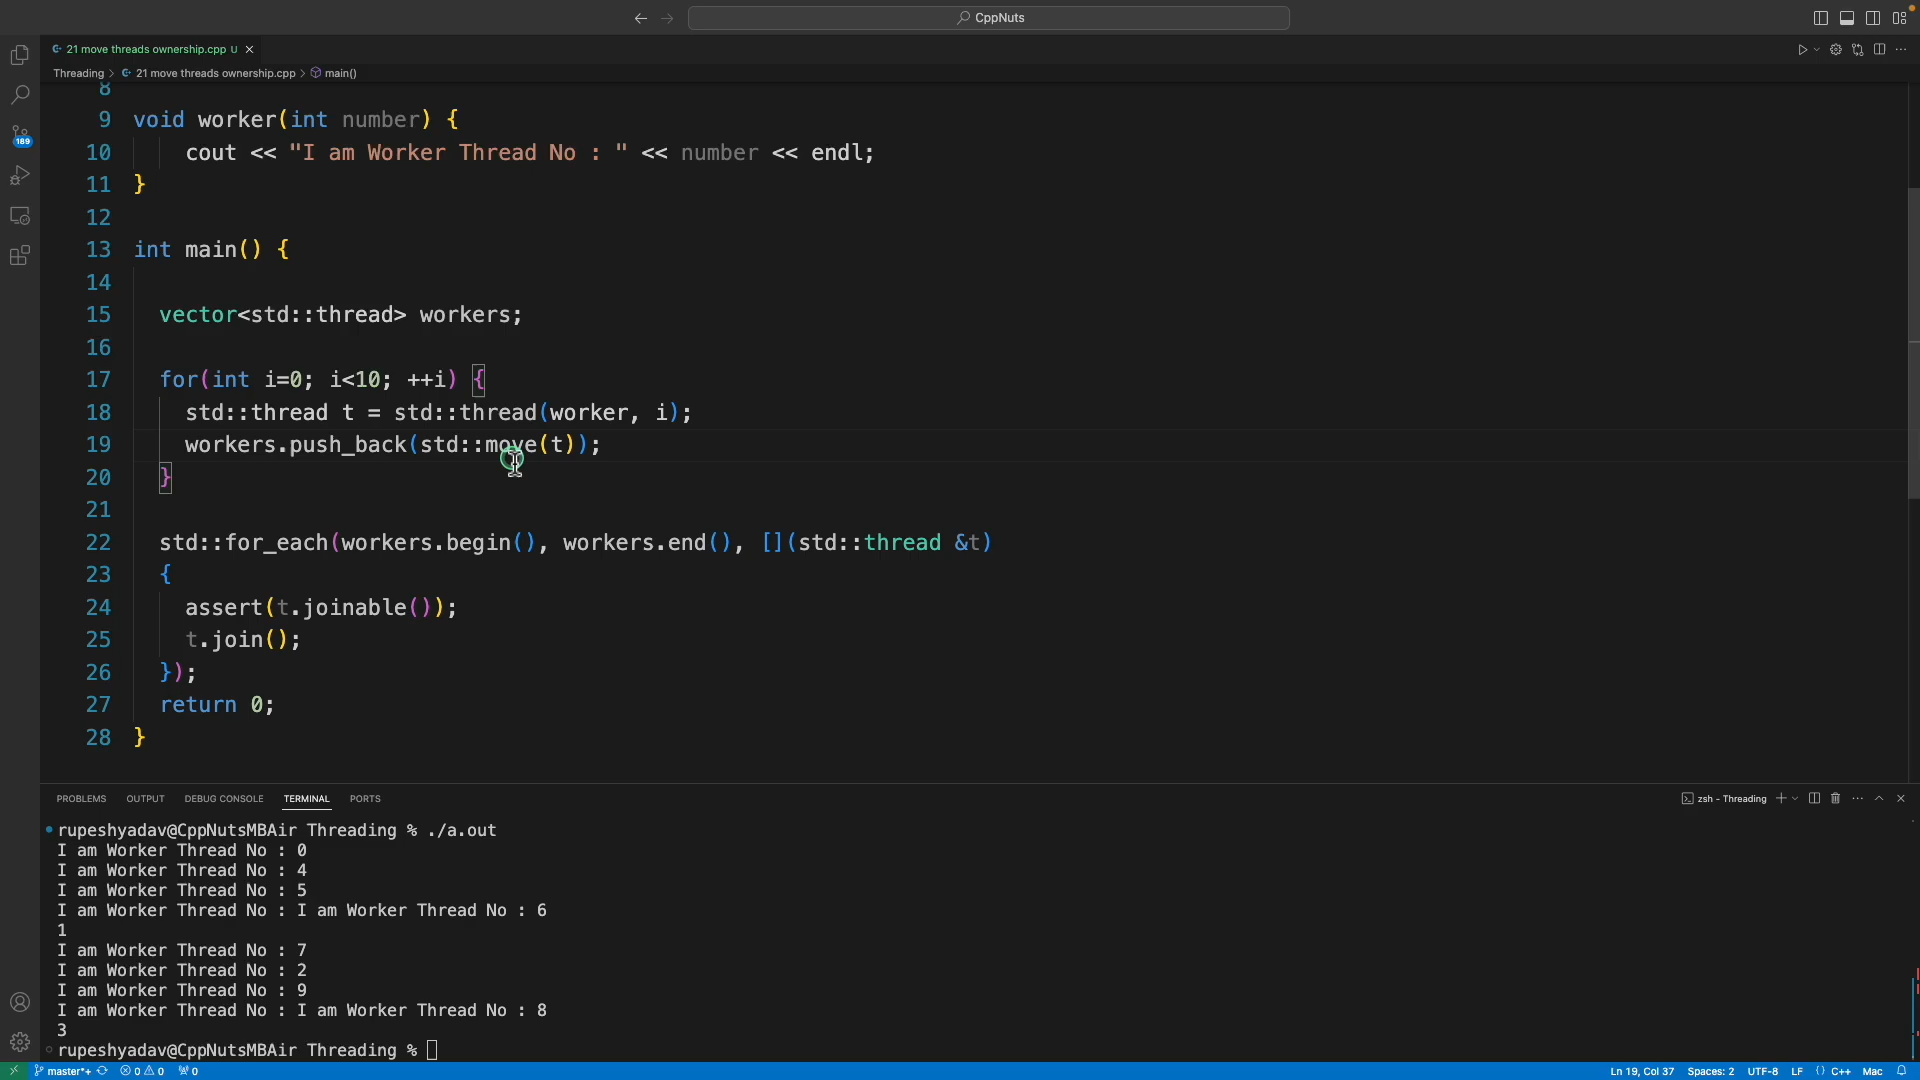 CppNuts
21 move threads ownership.cpp U
Threading > 21 move threads ownership.cpp > main()
8
9 void worker(int number) {
10 cout << "I am Worker Thread No : " << number << endl;
11 }
12
13 int main() {
14
15 vector<std::thread> workers;
16
17 for(int i=0; i<10; ++i) {
18 std::thread t = std::thread(worker, i);
19 workers.push_back(std::move(t));
20 }
21
22 std::for_each(workers.begin(), workers.end(), [](std::thread &t)
23 {
24 assert(t.joinable());
25 t.join();
26 });
27 return 0;
28 }
189
PROBLEMS OUTPUT DEBUG CONSOLE TERMINAL PORTS zsh - Threading
rupeshyadav@CppNutsMBAir Threading % ./a.out
I am Worker Thread No : 0
I am Worker Thread No : 4
I am Worker Thread No : 5
I am Worker Thread No : I am Worker Thread No : 6
1
I am Worker Thread No : 7
I am Worker Thread No : 2
I am Worker Thread No : 9
I am Worker Thread No : I am Worker Thread No : 8
3
rupeshyadav@CppNutsMBAir Threading %
master*+ 0 0 0 Ln 19, Col 37 Spaces: 2 UTF-8 LF {} C++ Mac